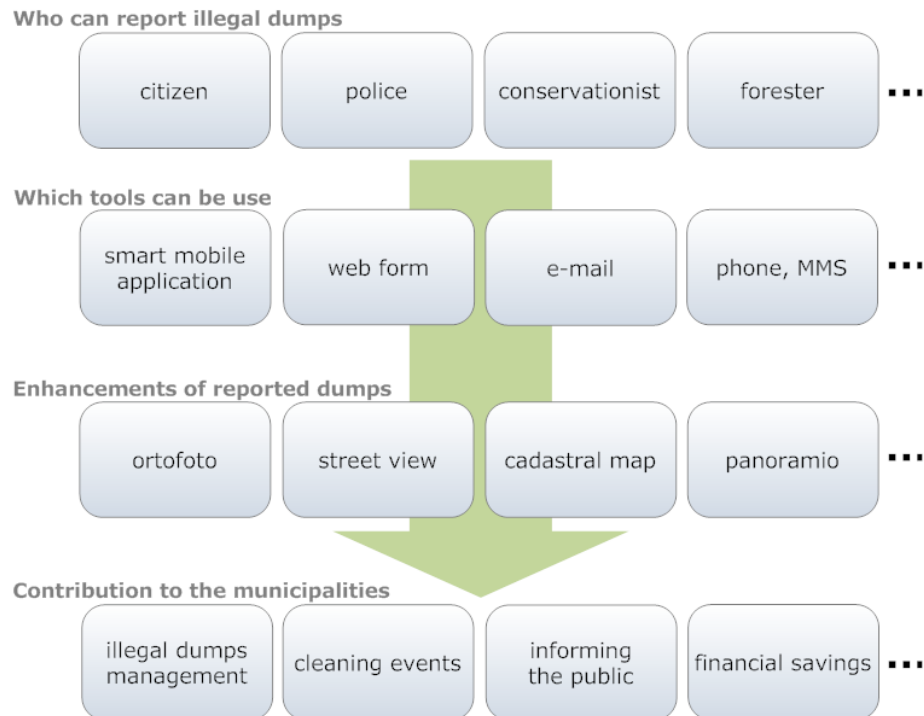 Who can report illegal dumps
citizen
police
conservationist
forester
...
Which tools can be use
smart mobile
application
web form
e-mail
phone, MMS
...
Enhancements of reported dumps
ortofoto
street view
cadastral map
panoramio
...
Contribution to the municipalities
illegal dumps
management
cleaning events
informing
the public
financial savings
...